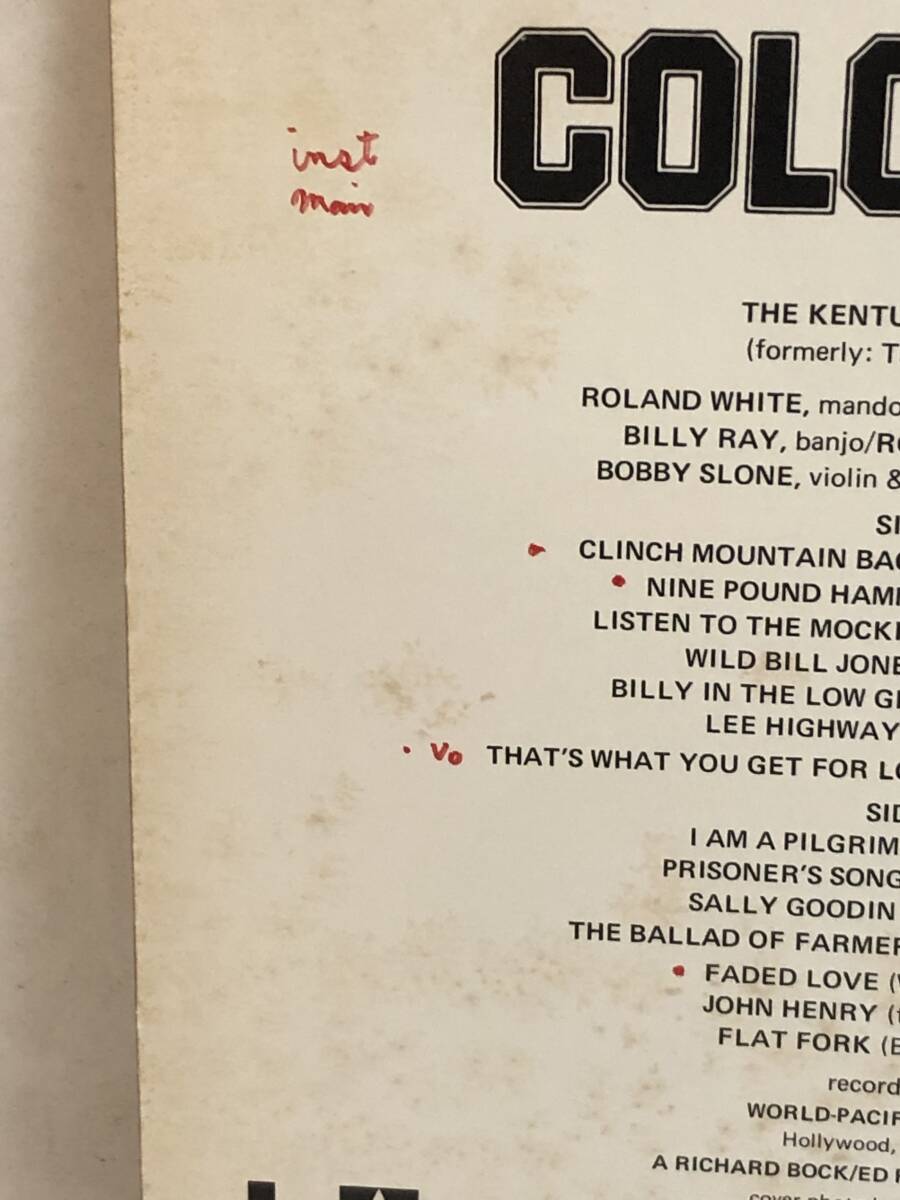 COLO
inst
main
THE KENTU
(formerly: T
ROLAND WHITE, mando
BILLY RAY, banjo/R
BOBBY SLONE, violin &
SI
CLINCH MOUNTAIN BA
• NINE POUND HAM
LISTEN TO THE MOCK
WILD BILL JONE
BILLY IN THE LOW G
LEE HIGHWAY
• Vo THAT'S WHAT YOU GET FOR L
SID
I AM A PILGRIM
PRISONER'S SONG
SALLY GOODIN
THE BALLAD OF FARMER
• FADED LOVE (
JOHN HENRY (
FLAT FORK (
record
WORLD-PACIF
Hollywood,
A RICHARD BOCK/ED